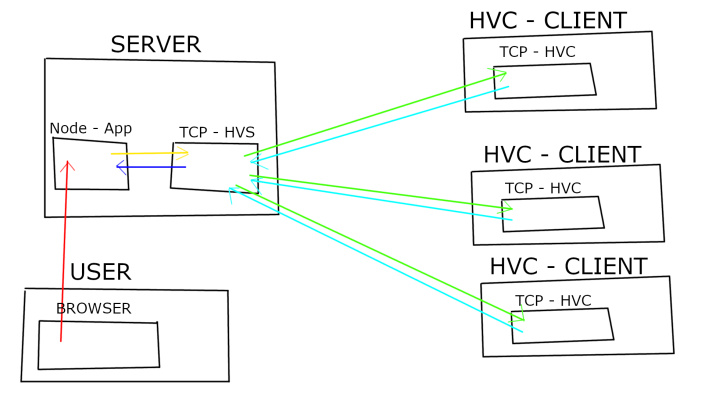 SERVER
Node - App
TCP - HVS
USER
BROWSER
HVC - CLIENT
TCP - HVC
HVC - CLIENT
TCP - HVC
HVC - CLIENT
TCP - HVC